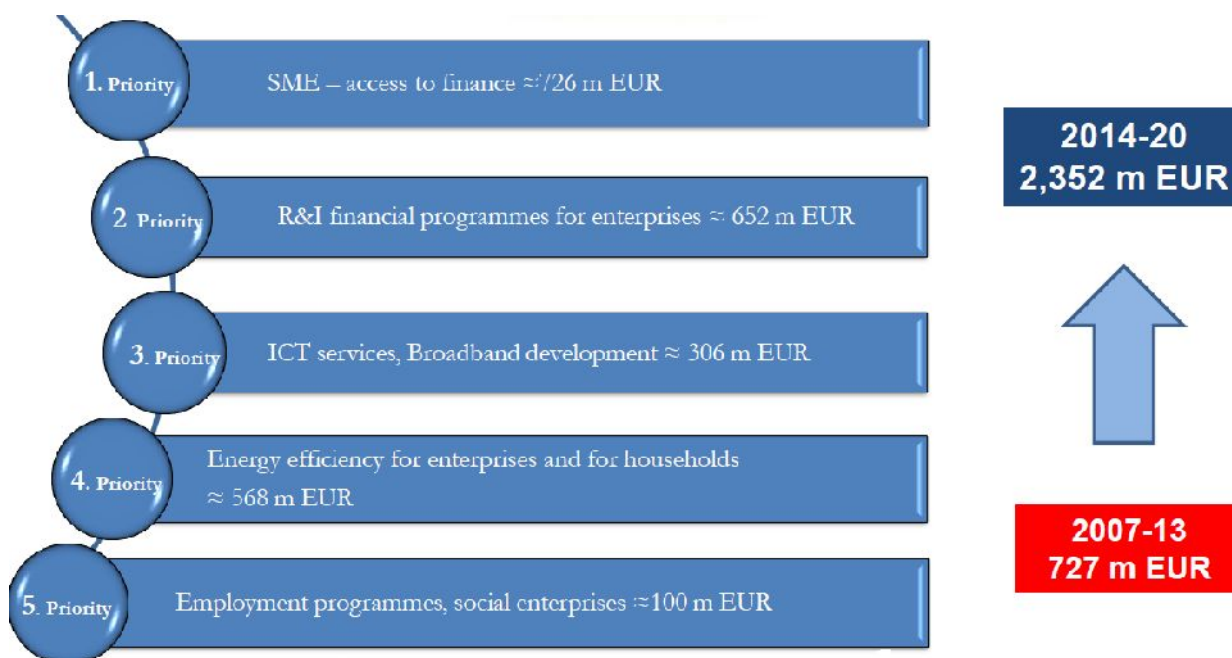 1. Priority
SME – access to finance ≈726 m EUR
2 Priority
R&I financial programmes for enterprises ≈ 652 m EUR
3. Priority
ICT services, Broadband development ≈ 306 m EUR
4. Priority
Energy efficiency for enterprises and for households
≈ 568 m EUR
5. Priority
Employment programmes, social enterprises ≈100 m EUR
2014-20
2,352 m EUR
2007-13
727 m EUR